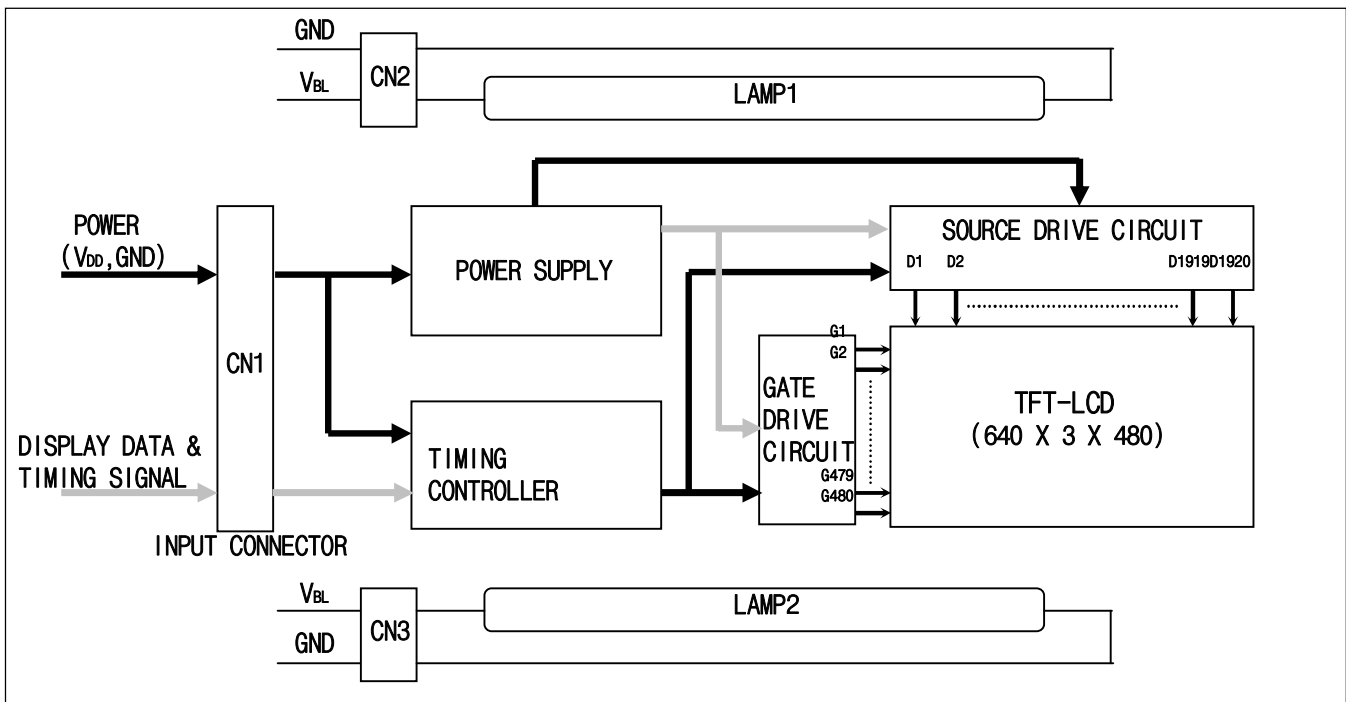 GND
VBL
CN2
LAMP1
POWER
(VDD,GND)
CN1
DISPLAY DATA &
TIMING SIGNAL
INPUT CONNECTOR
POWER SUPPLY
TIMING
CONTROLLER
SOURCE DRIVE CIRCUIT
D1 D2 D1919D1920
G1
G2
GATE
DRIVE
CIRCUIT
G479
G480
TFT-LCD
(640 X 3 X 480)
VBL
GND
CN3
LAMP2